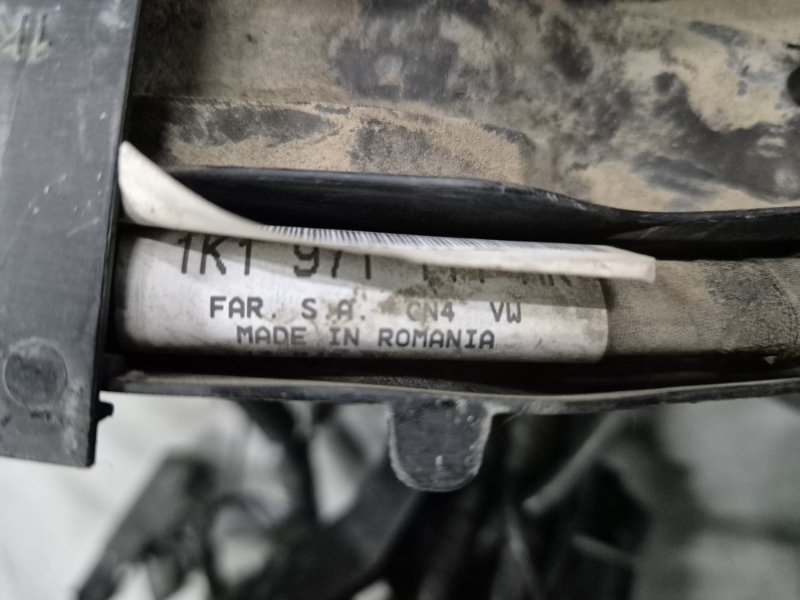 1K1 971
FAR. S.A. CN4 VW
MADE IN ROMANIA